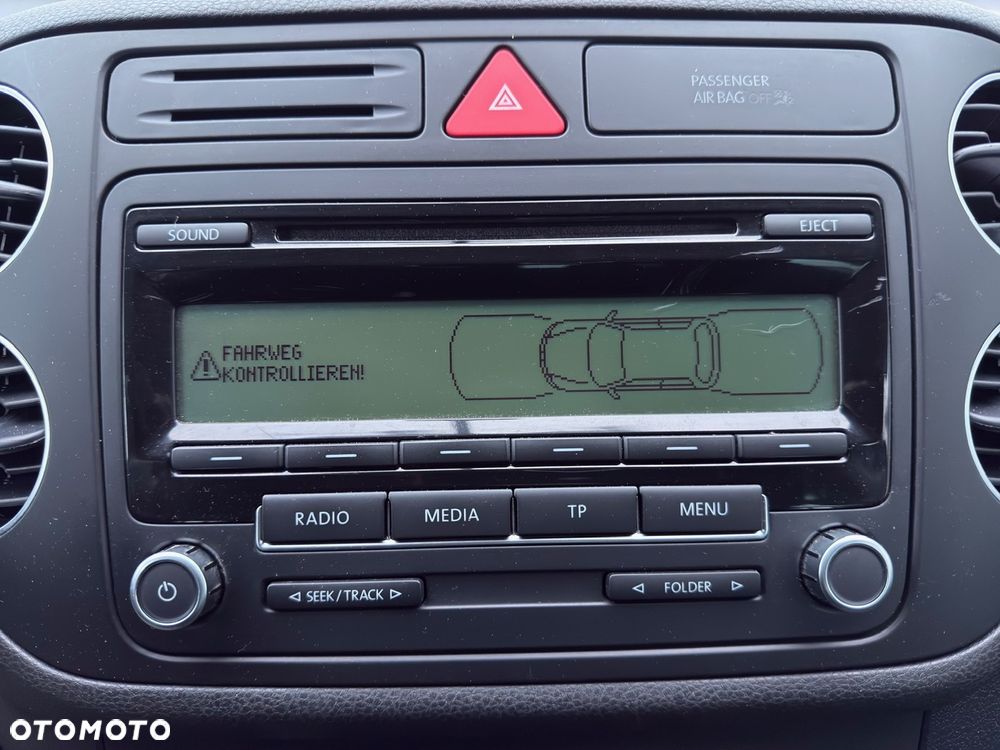 PASSENGER
AIR BAG OFF
SOUND
EJECT
FAHRWEG
KONTROLLIEREN!
RADIO
MEDIA
TP
MENU
SEEK/TRACK
FOLDER
OTOMOTO